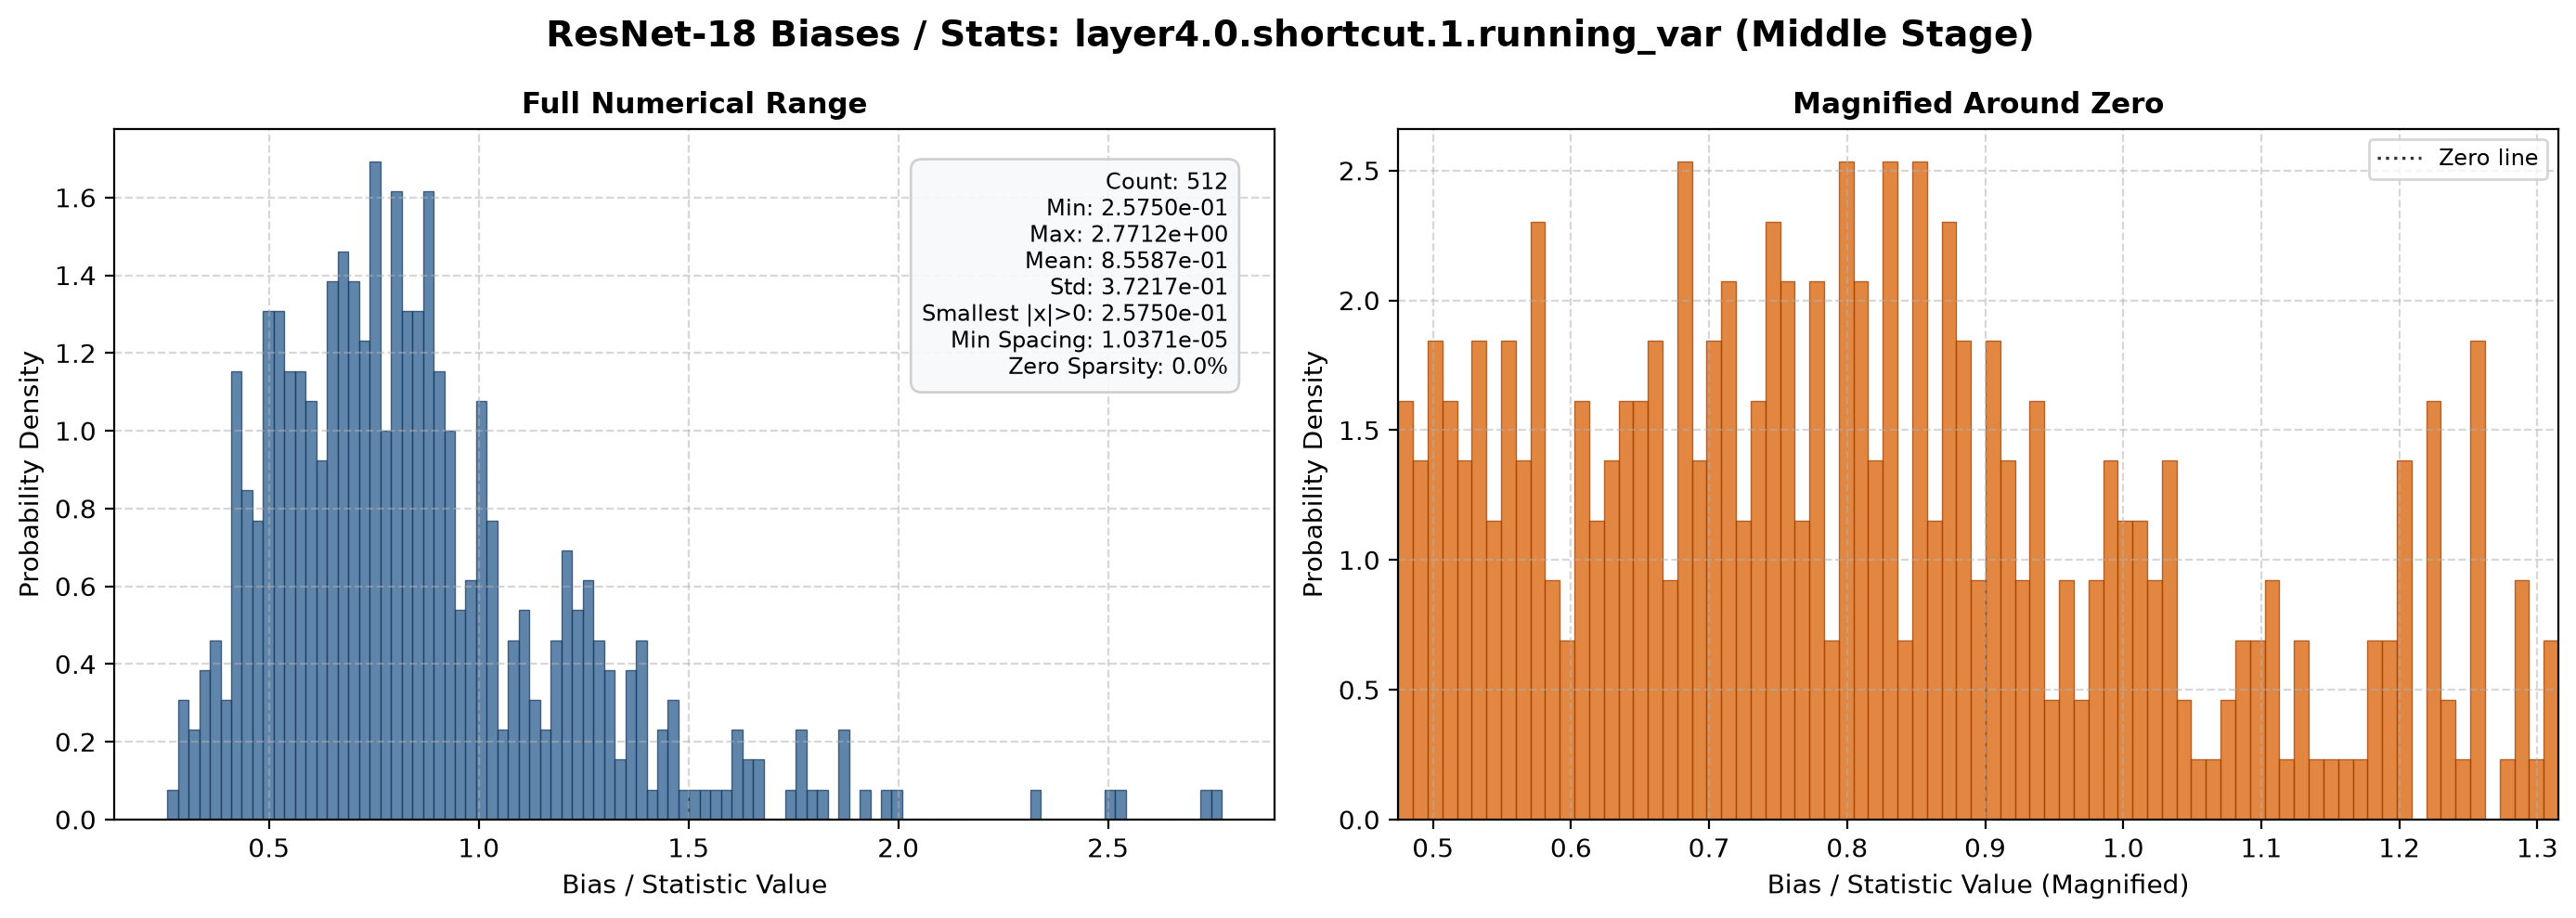 ResNet-18 Biases / Stats: layer4.0.shortcut.1.running_var (Middle Stage)
Full Numerical Range
Probability Density
0.0
0.2
0.4
0.6
0.8
1.0
1.2
1.4
1.6
Count: 512
Min: 2.5750e-01
Max: 2.7712e+00
Mean: 8.5587e-01
Std: 3.7217e-01
Smallest |x|>0: 2.5750e-01
Min Spacing: 1.0371e-05
Zero Sparsity: 0.0%
0.5 1.0 1.5 2.0 2.5
Bias / Statistic Value
Magnified Around Zero
Probability Density
0.0
0.5
1.0
1.5
2.0
2.5
Zero line
0.5 0.6 0.7 0.8 0.9 1.0 1.1 1.2 1.3
Bias / Statistic Value (Magnified)